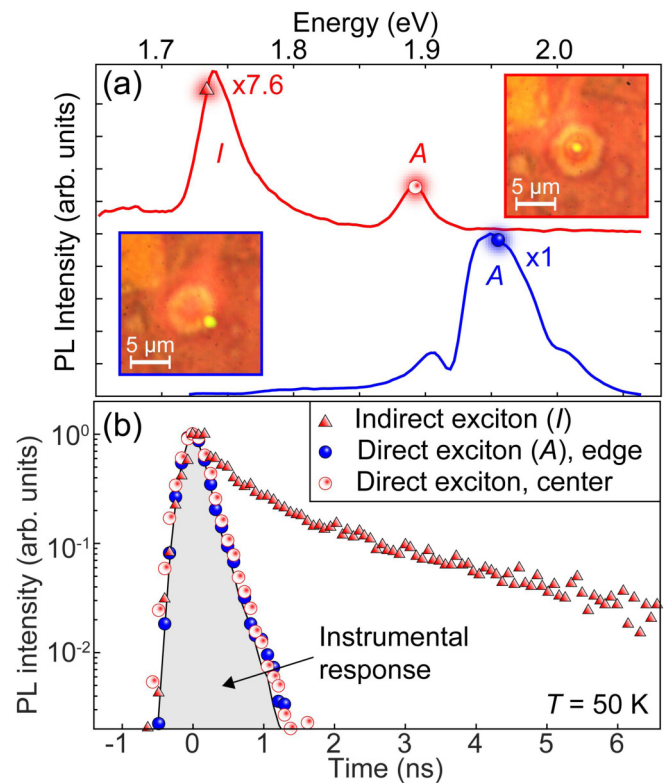 Energy (eV)
1.7 1.8 1.9 2.0
(a)
x7.6
I
A
5 µm
PL Intensity (arb. units)
5 µm
A
x1
(b)
Indirect exciton (I)
Direct exciton (A), edge
Direct exciton, center
PL intensity (arb. units)
10⁰
10⁻¹
10⁻²
Instrumental
response
T = 50 K
-1 0 1 2 3 4 5 6
Time (ns)